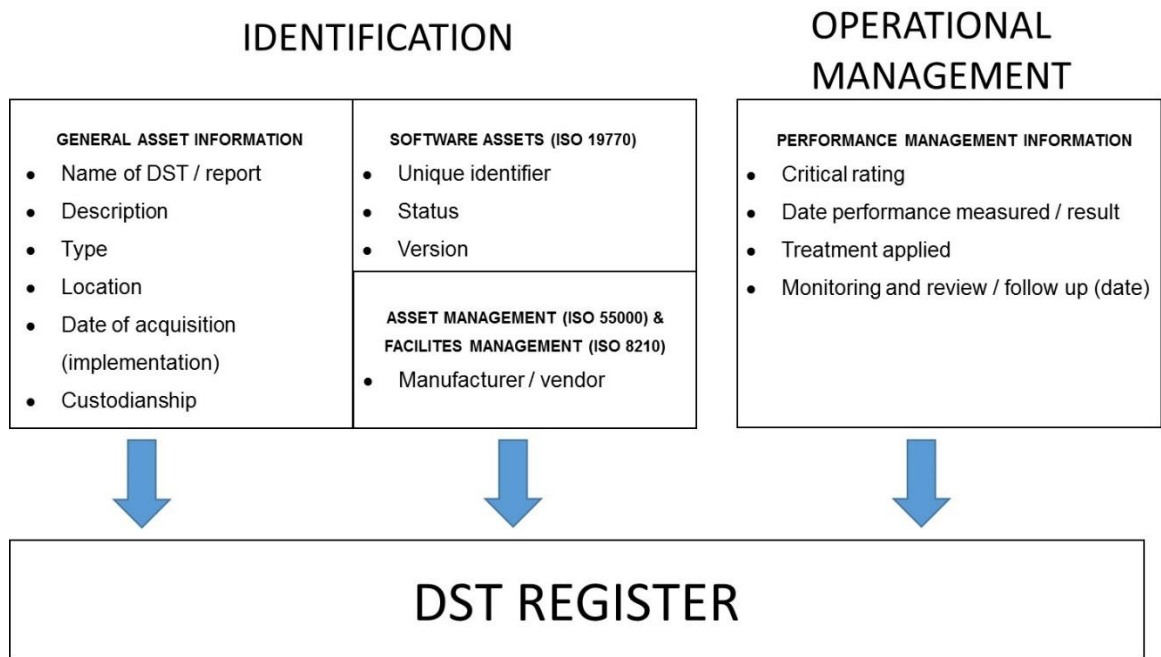 IDENTIFICATION
OPERATIONAL
MANAGEMENT
GENERAL ASSET INFORMATION
• Name of DST / report
• Description
• Type
• Location
• Date of acquisition
(implementation)
• Custodianship
SOFTWARE ASSETS (ISO 19770)
• Unique identifier
• Status
• Version
ASSET MANAGEMENT (ISO 55000) &
FACILITES MANAGEMENT (ISO 8210)
• Manufacturer / vendor
PERFORMANCE MANAGEMENT INFORMATION
• Critical rating
• Date performance measured / result
• Treatment applied
• Monitoring and review / follow up (date)
DST REGISTER